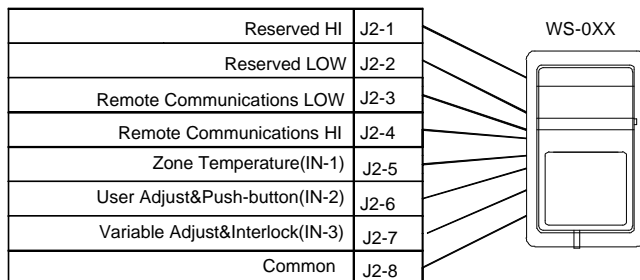 WS-0XX
Reserved HI J2-1
Reserved LOW J2-2
Remote Communications LOW J2-3
Remote Communications HI J2-4
Zone Temperature(IN-1) J2-5
User Adjust&Push-button(IN-2) J2-6
Variable Adjust&Interlock(IN-3) J2-7
Common J2-8